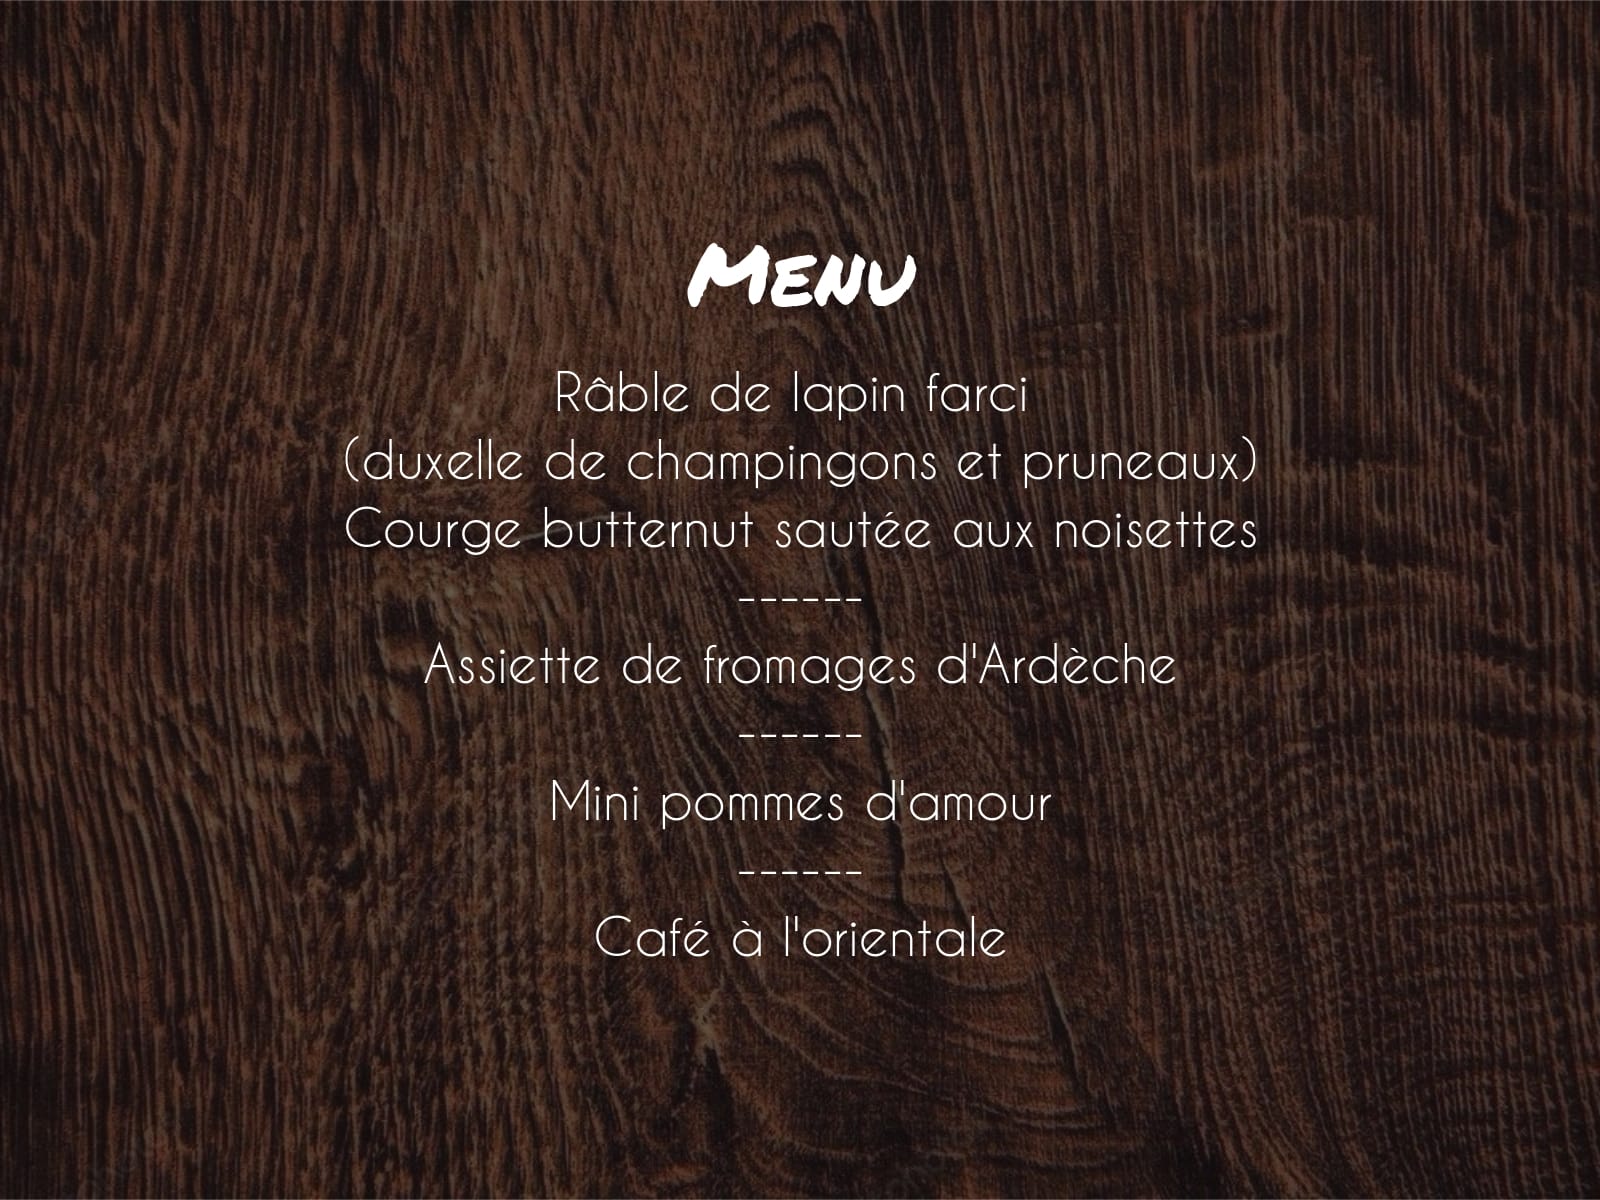 Menu
Râble de lapin farci
(duxelle de champingons et pruneaux)
Courge butternut sautée aux noisettes
------
Assiette de fromages d'Ardèche
------
Mini pommes d'amour
------
Café à l'orientale